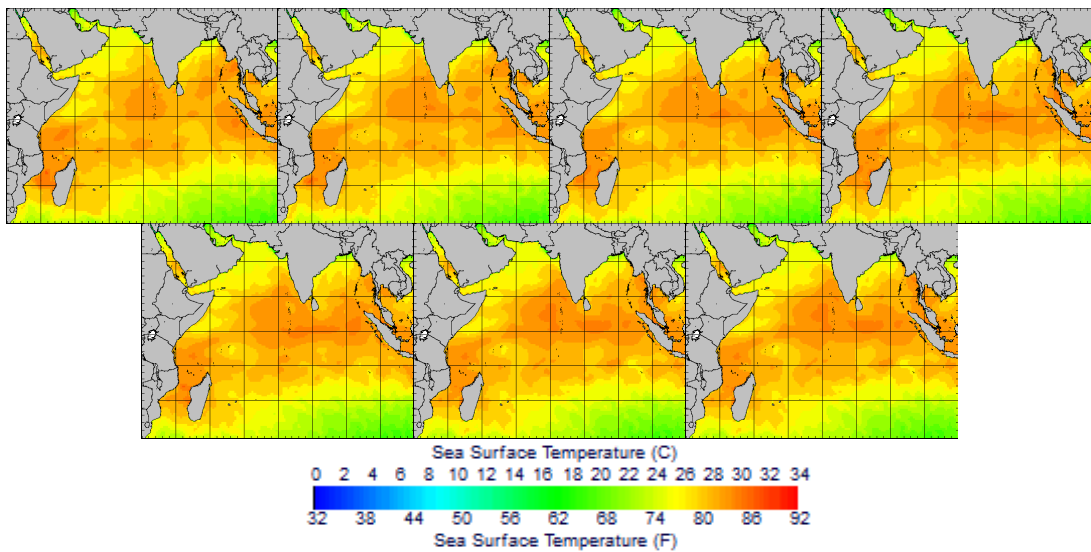 Sea Surface Temperature (C)
0 2 4 6 8 10 12 14 16 18 20 22 24 26 28 30 32 34
32 38 44 50 56 62 68 74 80 86 92
Sea Surface Temperature (F)